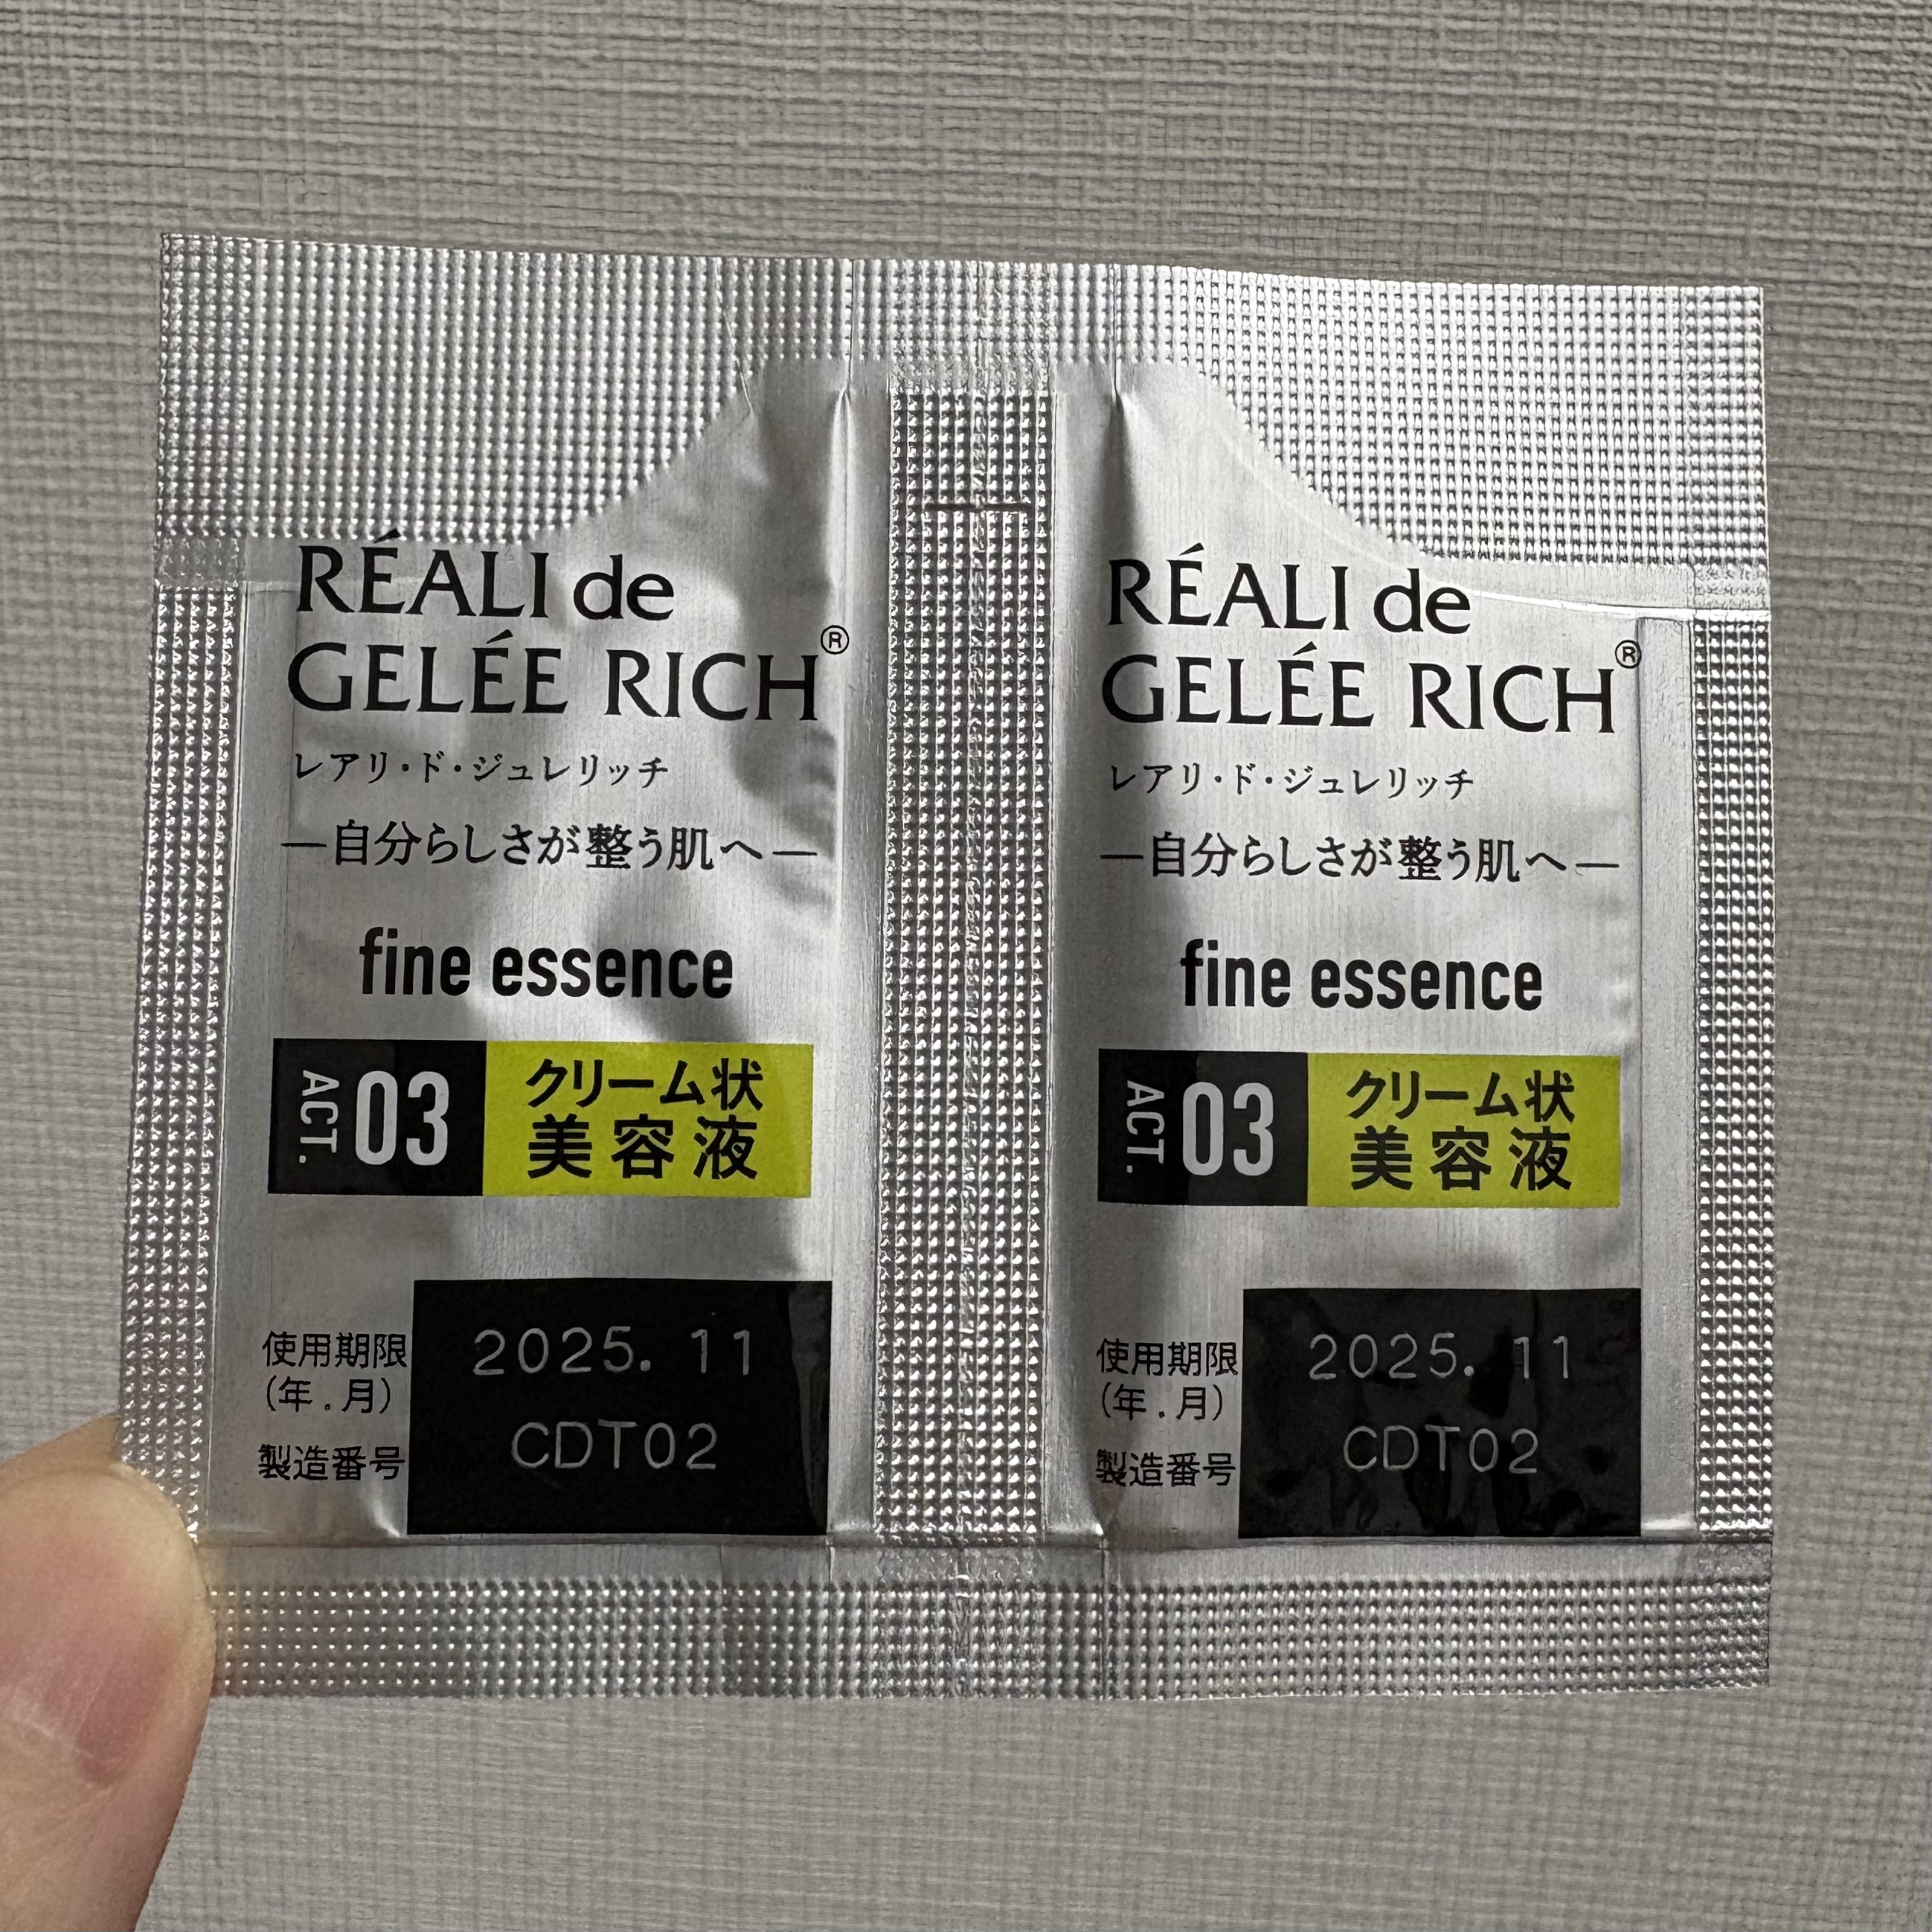 RÉALI de
GELÉE RICH®
レアリ・ド・ジュレリッチ
—自分らしさが整う肌へ—
fine essence
ACT. 03
クリーム状
美容液
使用期限
(年.月)
2025. 11
製造番号
CDT02
RÉALI de
GELÉE RICH®
レアリ・ド・ジュレリッチ
—自分らしさが整う肌へ—
fine essence
ACT. 03
クリーム状
美容液
使用期限
(年.月)
2025. 11
製造番号
CDT02